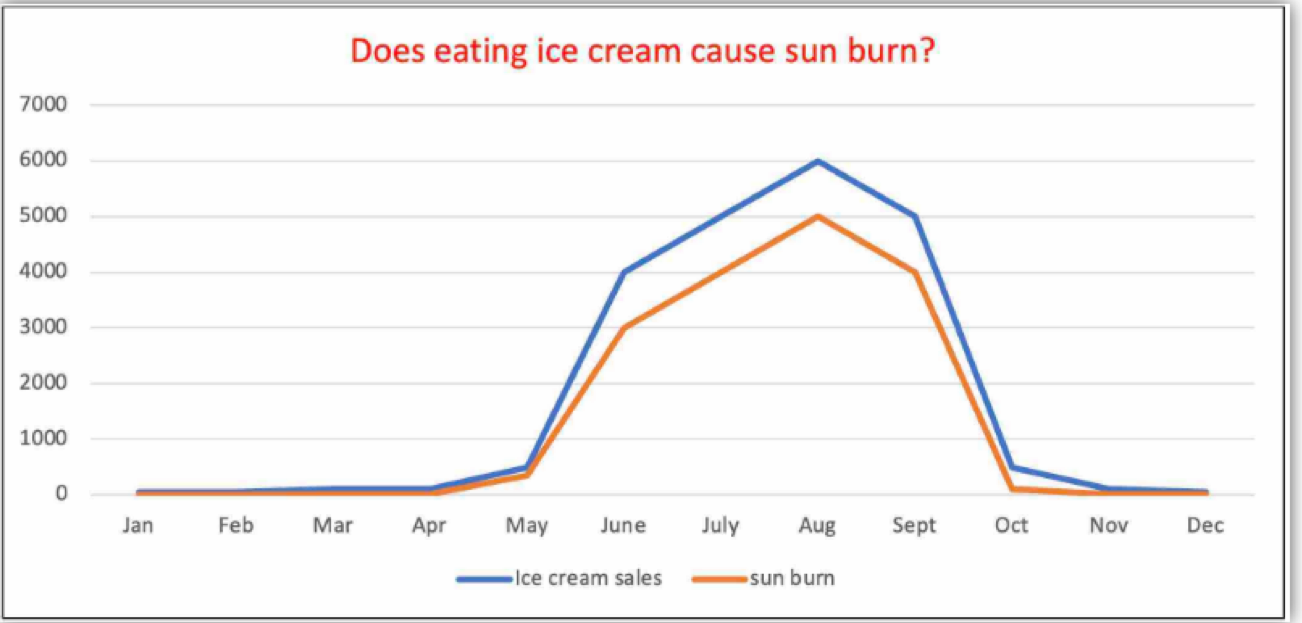 Does eating ice cream cause sun burn?
7000
6000
5000
4000
3000
2000
1000
0
Jan Feb Mar Apr May June July Aug Sept Oct Nov Dec
Ice cream sales sun burn